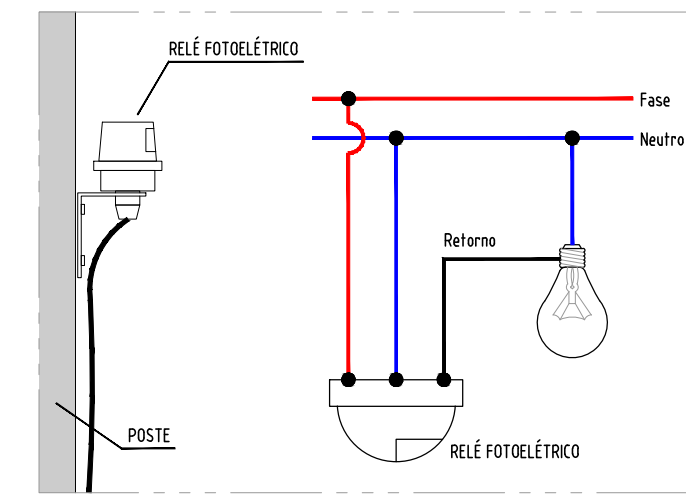 RELÉ FOTOELÉTRICO
Fase
Neutro
Retorno
POSTE
RELÉ FOTOELÉTRICO